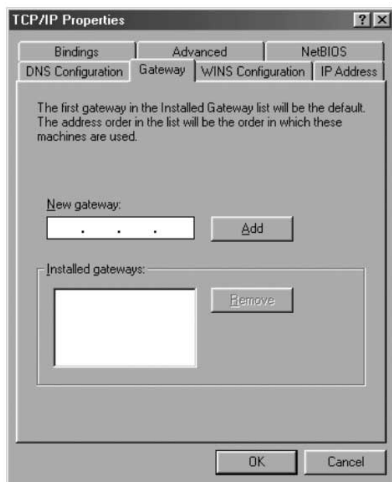 TCP/IP Properties
Bindings Advanced NetBIOS
DNS Configuration Gateway WINS Configuration IP Address
The first gateway in the Installed Gateway list will be the default.
The address order in the list will be the order in which these
machines are used.
New gateway:
. . . Add
Installed gateways:
Remove
OK Cancel